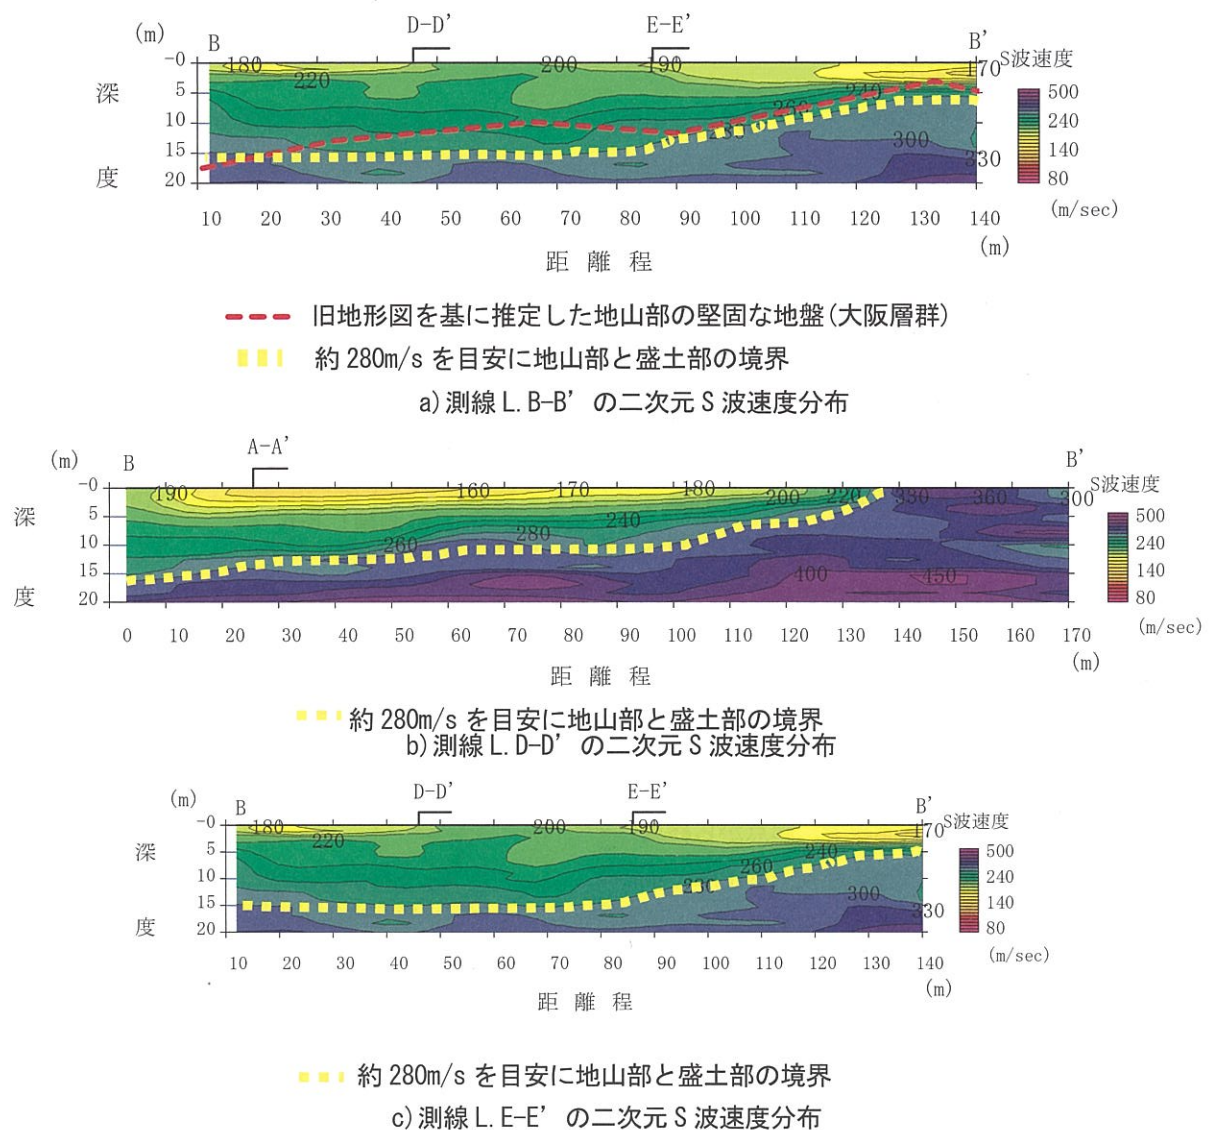 D-D' E-E'
(m) B B' S波速度
-0 180 220 200 190 170
深 5 240 500
10 260 240
度 15 300 140
20 330 80
10 20 30 40 50 60 70 80 90 100 110 120 130 140 (m/sec)
(m)
距離程
旧地形図を基に推定した地山部の堅固な地盤(大阪層群)
約280m/sを目安に地山部と盛土部の境界
a)測線L.B-B'の二次元S波速度分布
A-A'
(m) B B' S波速度
-0 190 160 170 180 200 220 330 360 300
深 5 240 280 500
10 260 240
15 400 450 140
度 20 80
0 10 20 30 40 50 60 70 80 90 100 110 120 130 140 150 160 170 (m/sec)
(m)
距離程
約280m/sを目安に地山部と盛土部の境界
b)測線L.D-D'の二次元S波速度分布
D-D' E-E'
(m) B B' S波速度
-0 180 220 200 190 170
深 5 240 260 500
10 240
15 300 330 140
度 20 80
10 20 30 40 50 60 70 80 90 100 110 120 130 140 (m/sec)
(m)
距離程
約280m/sを目安に地山部と盛土部の境界
c)測線L.E-E'の二次元S波速度分布